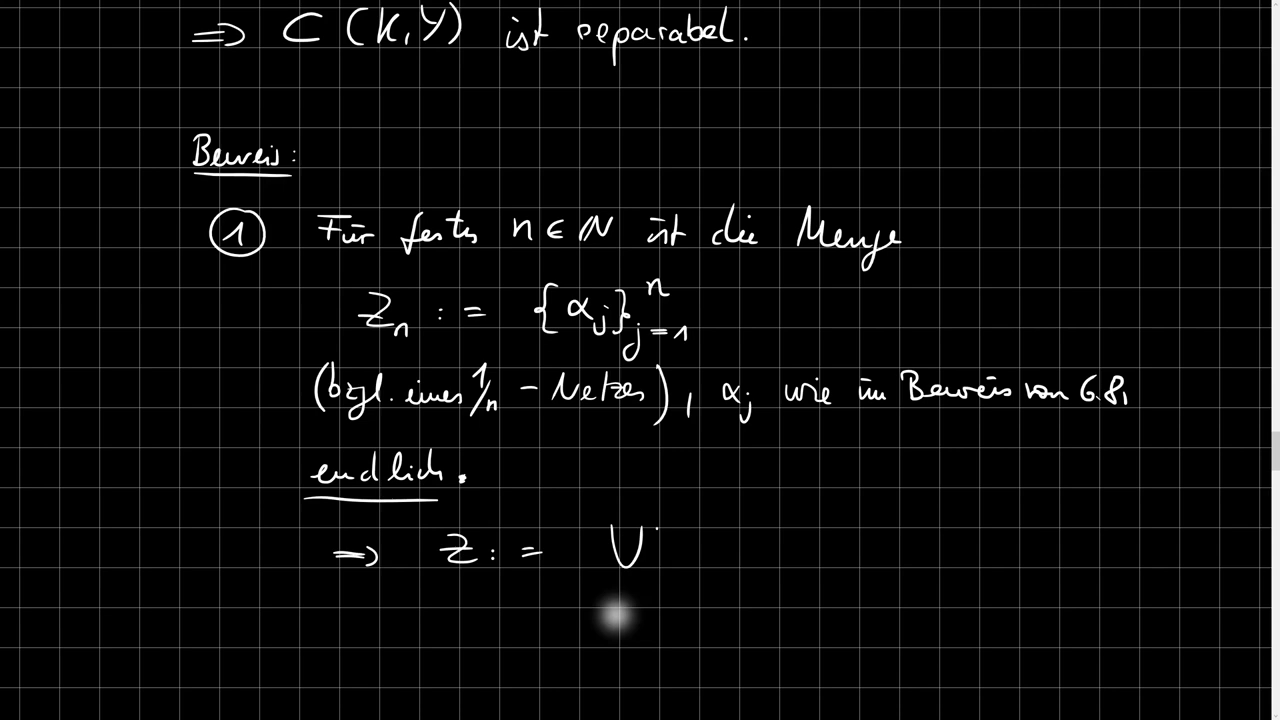 ⇒ C(K,Y) ist separabel.
Beweis:
① Für festes n ∈ ℕ ist die Menge
Z_n := {α_j}_{j=1}^n
(bzgl. eines 1/n - Netzes), α_j wie im Beweis von 6.8,
endlich.
⇒ Z := ∪